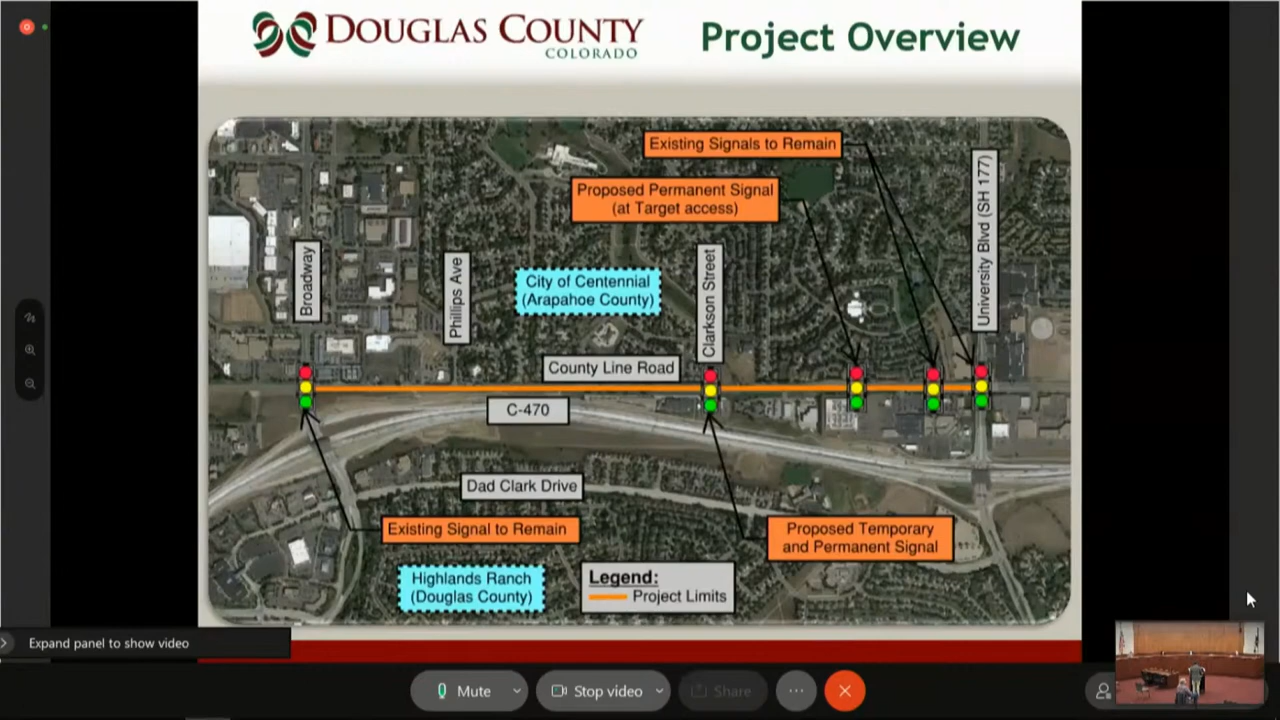 DOUGLAS COUNTY
COLORADO
Project Overview
Existing Signals to Remain
Proposed Permanent Signal
(at Target access)
University Blvd (SH 177)
Broadway
Phillips Ave
City of Centennial
(Arapahoe County)
Clarkson Street
County Line Road
C-470
Dad Clark Drive
Existing Signal to Remain
Proposed Temporary
and Permanent Signal
Highlands Ranch
(Douglas County)
Legend:
Project Limits
Expand panel to show video
Mute
Stop video
Share